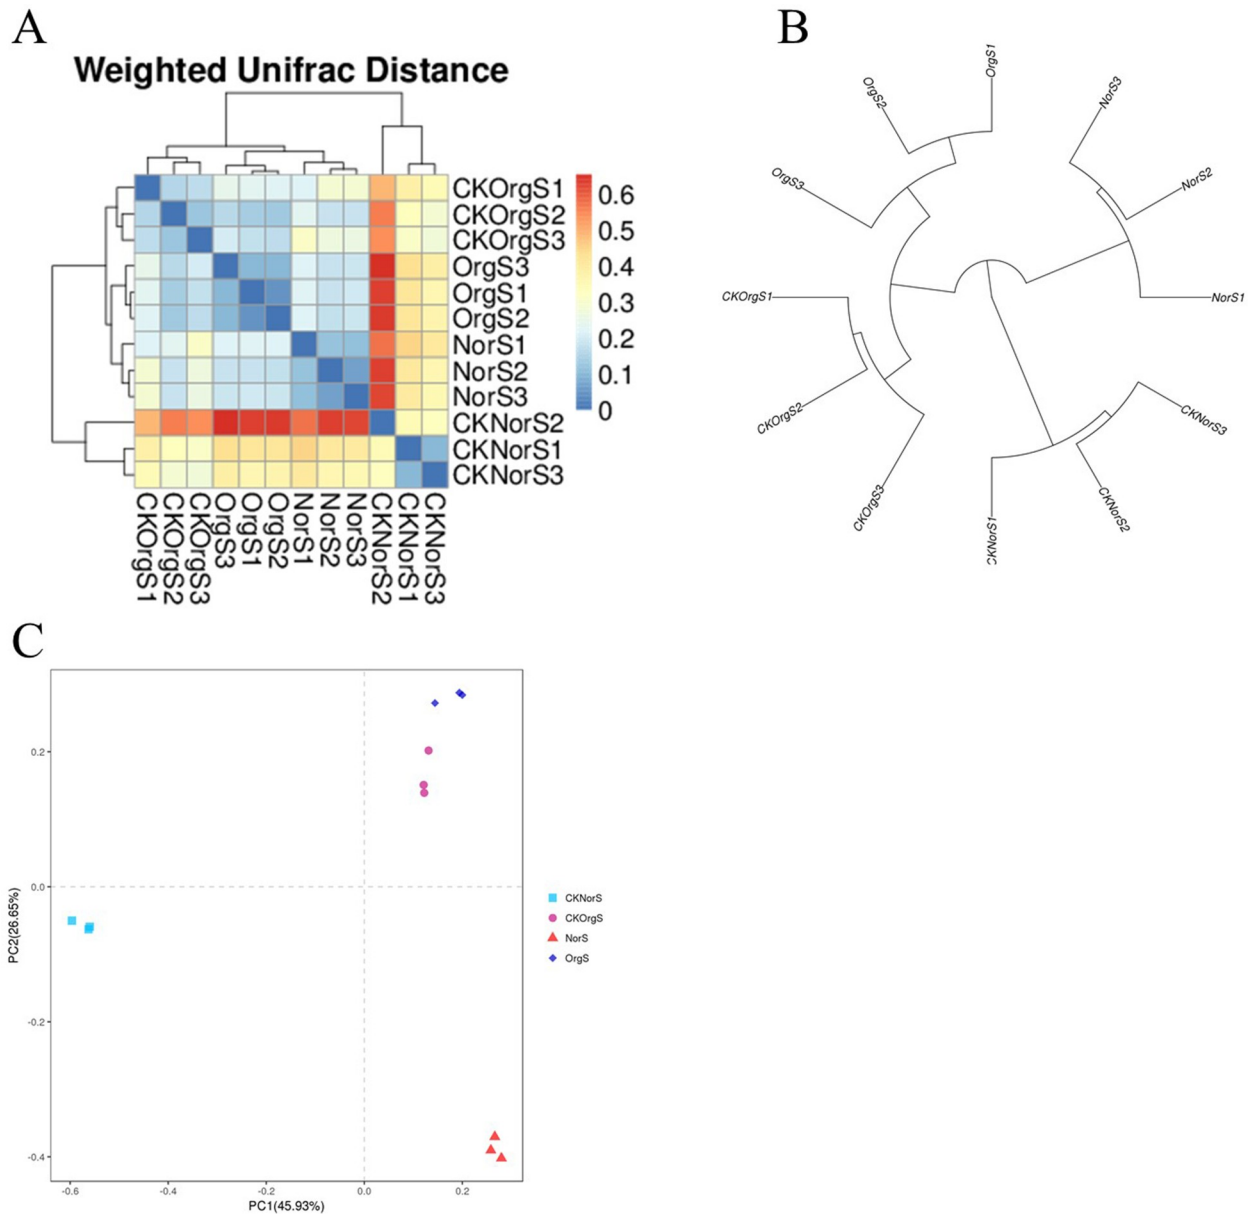 A
Weighted Unifrac Distance
CKOrgS1
CKOrgS2
CKOrgS3
OrgS3
OrgS1
OrgS2
NorS1
NorS2
NorS3
CKNorS2
CKNorS1
CKNorS3
0.6
0.5
0.4
0.3
0.2
0.1
0
CKOrgS1
CKOrgS2
CKOrgS3
OrgS3
OrgS1
OrgS2
NorS1
NorS2
NorS3
CKNorS2
CKNorS1
CKNorS3
B
OrgS1
NorS3
OrgS2
NorS2
OrgS3
CKOrgS1
NorS1
CKOrgS2
CKNorS3
CKOrgS3
CKNorS2
CKNorS1
C
PC2(26.65%)
0.2
0.0
-0.2
-0.4
-0.6
-0.4
-0.2
0.0
0.2
PC1(45.93%)
CKNorS
CKOrgS
NorS
OrgS